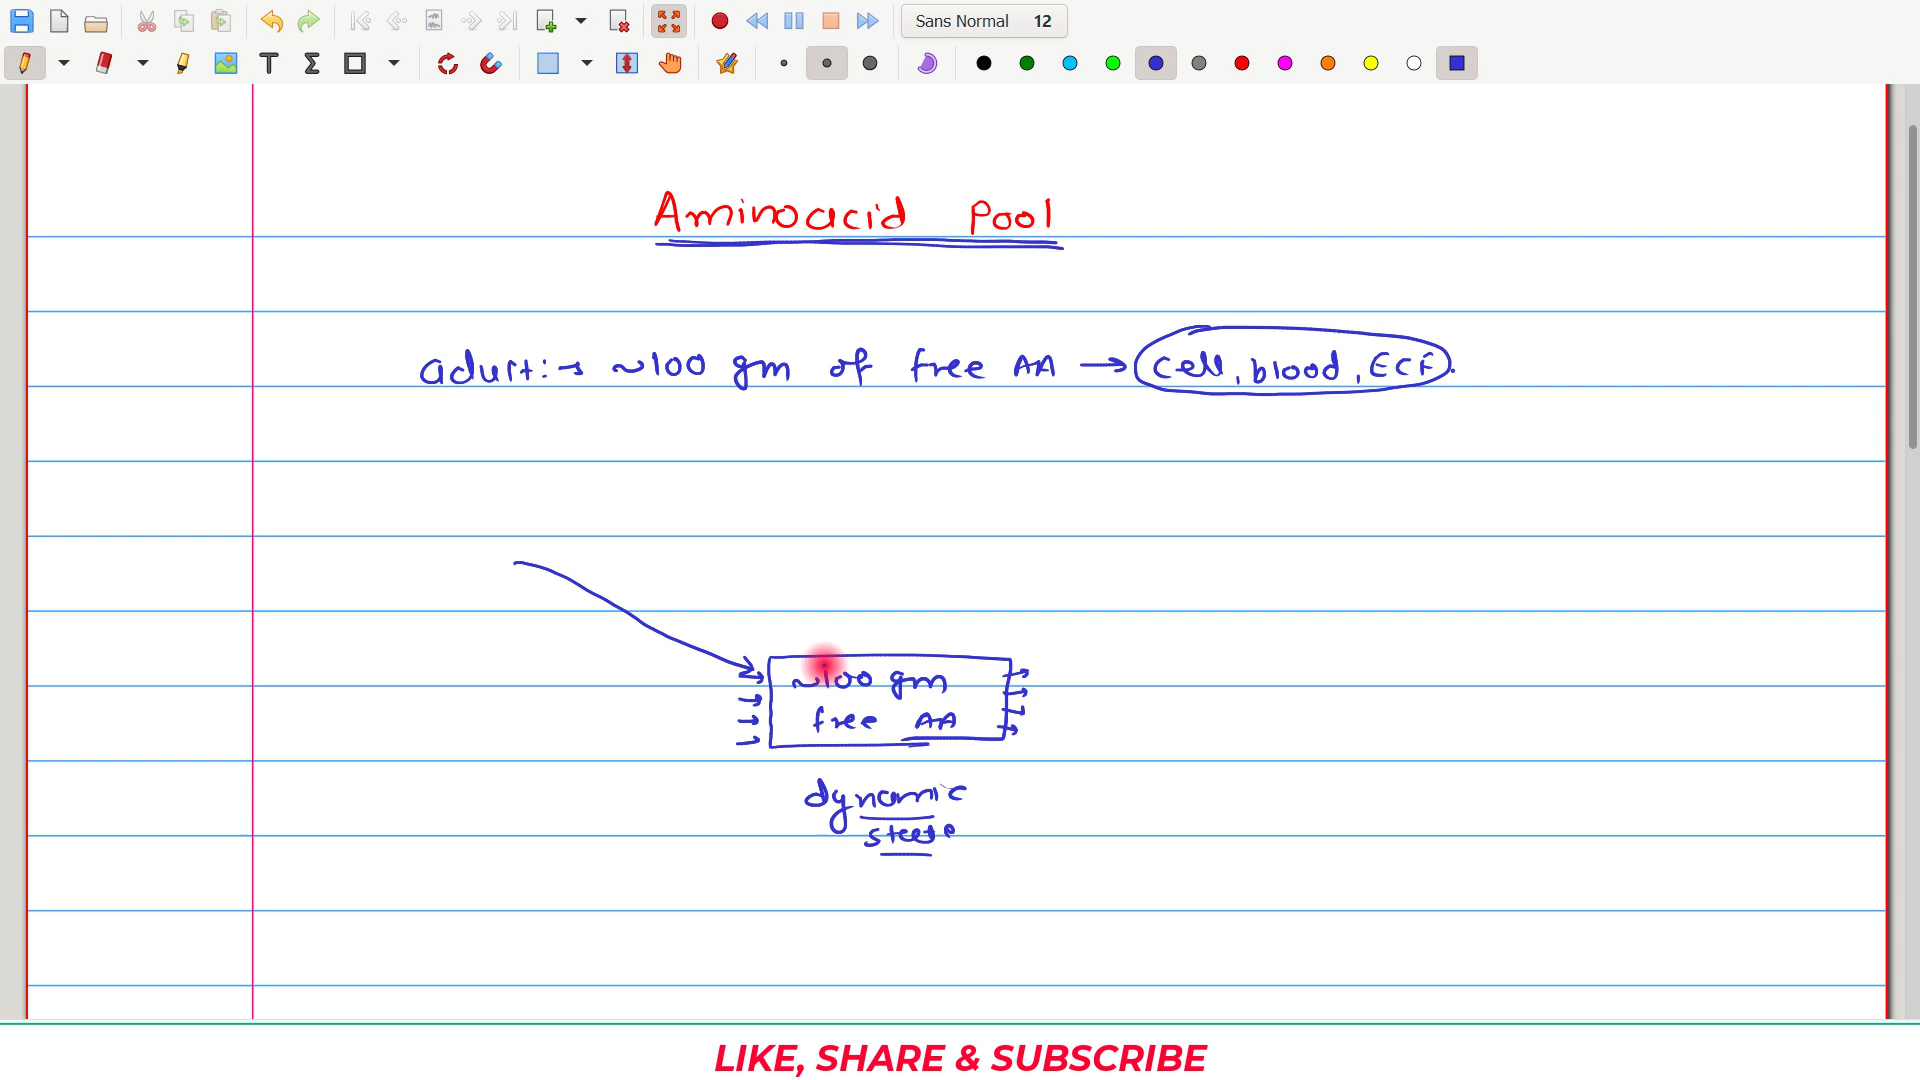 Sans Normal 12
Aminoacid Pool
adult :→ ~100 gm of free AA → cell, blood, ECF.
~100 gm
free AA
dynamic
state
LIKE, SHARE & SUBSCRIBE